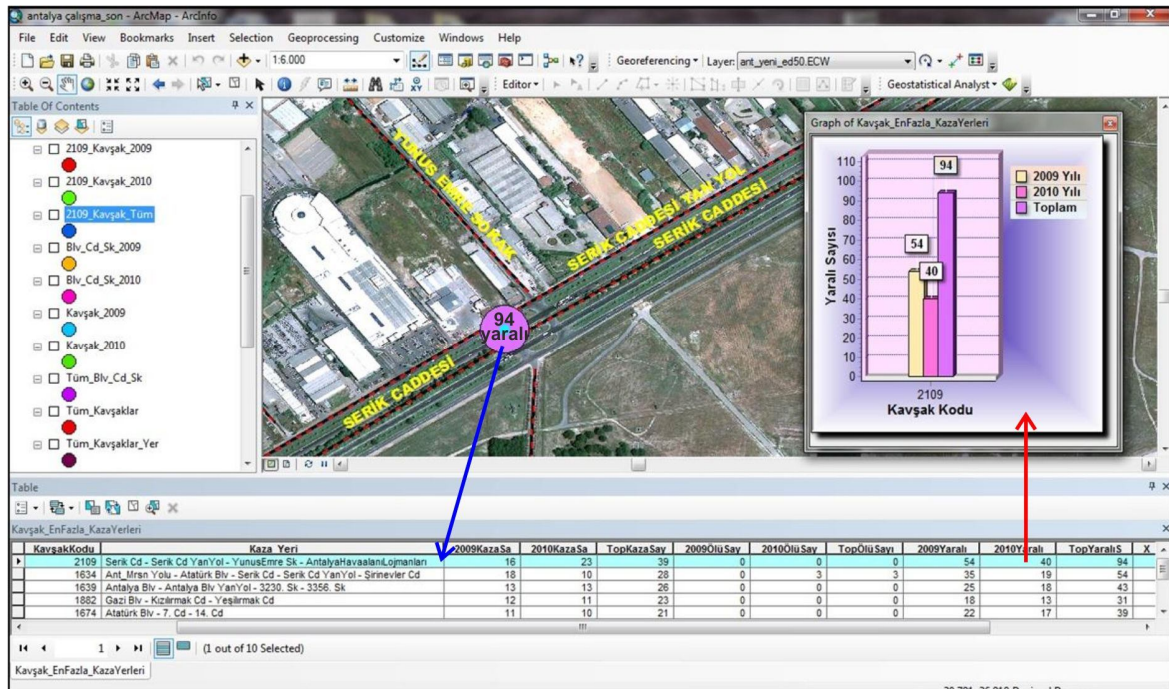 antalya çalışma_son - ArcMap - ArcInfo
File Edit View Bookmarks Insert Selection Geoprocessing Customize Windows Help
1:6.000 Georeferencing Layer: ant_yeni_ed50.ECW
Editor Geostatistical Analyst
Table Of Contents
2109_Kavşak_2009
2109_Kavşak_2010
2109_Kavşak_Tüm
Blv_Cd_Sk_2009
Blv_Cd_Sk_2010
Kavşak_2009
Kavşak_2010
Tüm_Blv_Cd_Sk
Tüm_Kavşaklar
Tüm_Kavşaklar_Yer
YUNUS EMRE SOKAK
SERİK CADDESİ YAN YOL
SERİK CADDESİ
94
yaralı
SERİK CADDESİ
Graph of Kavşak_EnFazla_KazaYerleri
110
100
90
80
70
60
50
40
30
20
10
0
Yaralı Sayısı
54
40
94
2009 Yılı
2010 Yılı
Toplam
2109
Kavşak Kodu
Table
Kavşak_EnFazla_KazaYerleri
KavşakKodu Kaza Yeri 2009KazaSa 2010KazaSa TopKazaSay 2009ÖlüSay 2010ÖlüSay TopÖlüSayı 2009Yaralı 2010Yaralı TopYaralıS X
2109 Serik Cd - Serik Cd YanYol - YunusEmre Sk - AntalyaHavaalanıLojmanları 16 23 39 0 0 0 54 40 94
1634 Ant_Mrsn Yolu - Atatürk Blv - Serik Cd - Serik Cd YanYol - Şirinevler Cd 18 10 28 0 3 3 35 19 54
1639 Antalya Blv - Antalya Blv YanYol - 3230. Sk - 3356. Sk 13 13 26 0 0 0 25 18 43
1882 Gazi Blv - Kızılırmak Cd - Yeşilırmak Cd 12 11 23 0 0 0 18 13 31
1674 Atatürk Blv - 7. Cd - 14. Cd 11 10 21 0 0 0 22 17 39
1 (1 out of 10 Selected)
Kavşak_EnFazla_KazaYerleri